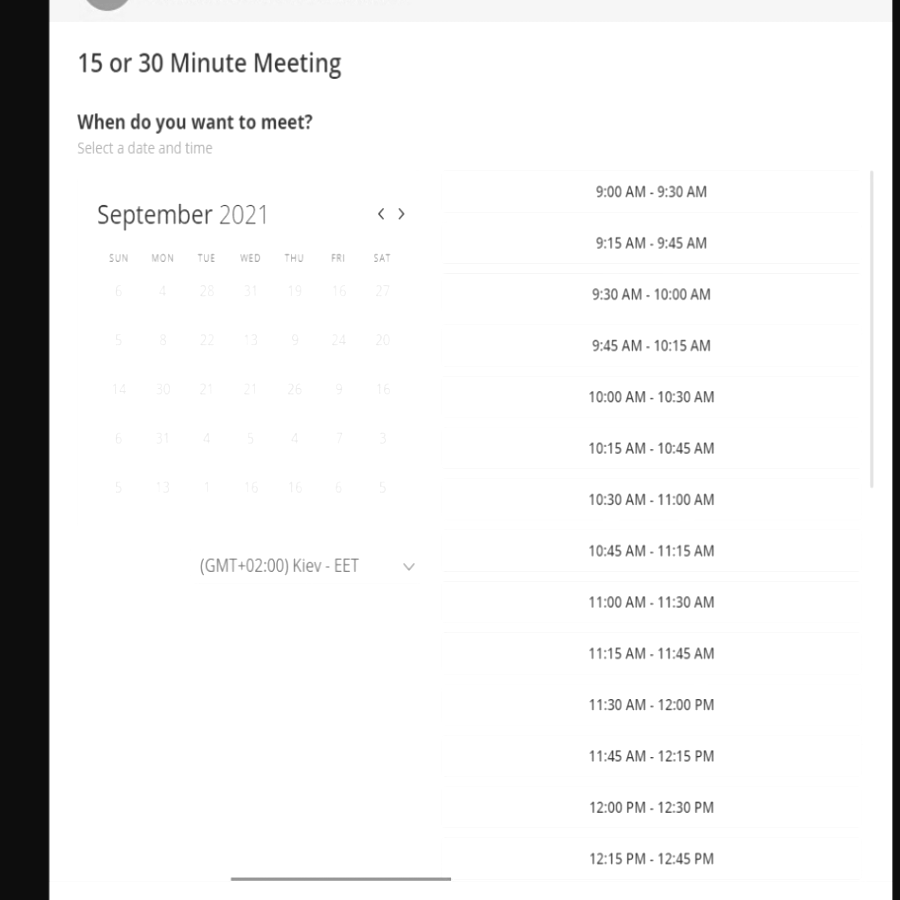 15 or 30 Minute Meeting
When do you want to meet?
Select a date and time
September 2021
SUN MON TUE WED THU FRI SAT
6 4 28 31 19 16 27
5 8 22 13 9 24 20
14 30 21 21 26 9 16
6 31 4 5 4 7 3
5 13 1 16 16 6 5
(GMT+02:00) Kiev - EET
9:00 AM - 9:30 AM
9:15 AM - 9:45 AM
9:30 AM - 10:00 AM
9:45 AM - 10:15 AM
10:00 AM - 10:30 AM
10:15 AM - 10:45 AM
10:30 AM - 11:00 AM
10:45 AM - 11:15 AM
11:00 AM - 11:30 AM
11:15 AM - 11:45 AM
11:30 AM - 12:00 PM
11:45 AM - 12:15 PM
12:00 PM - 12:30 PM
12:15 PM - 12:45 PM